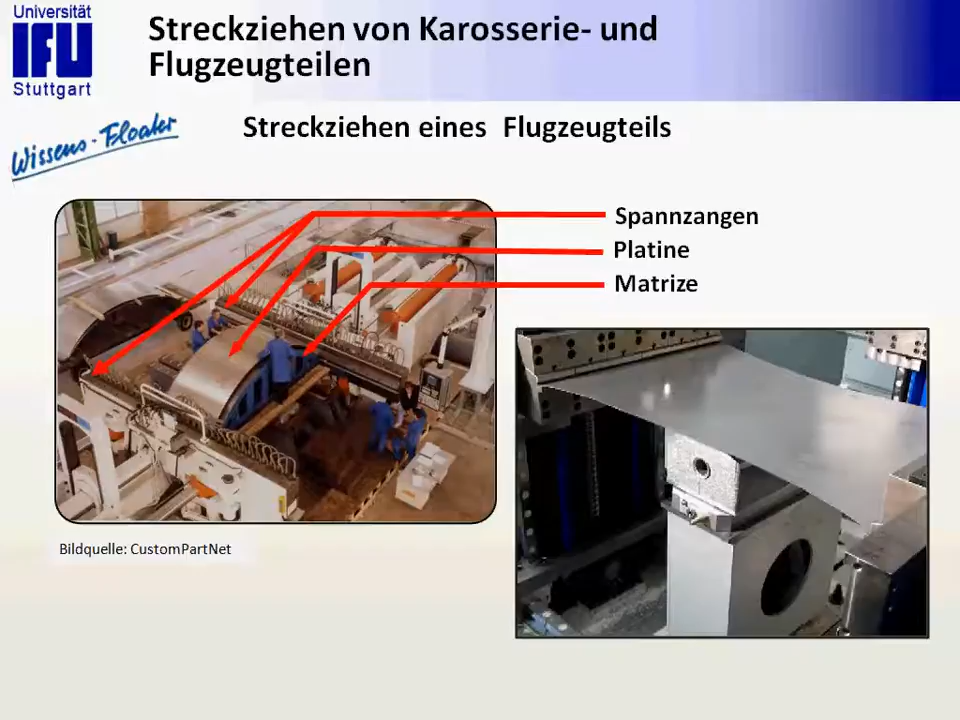 Universität
IFU
Stuttgart
Streckziehen von Karosserie- und
Flugzeugteilen
Wissens-Floater
Streckziehen eines Flugzeugteils
Spannzangen
Platine
Matrize
Bildquelle: CustomPartNet